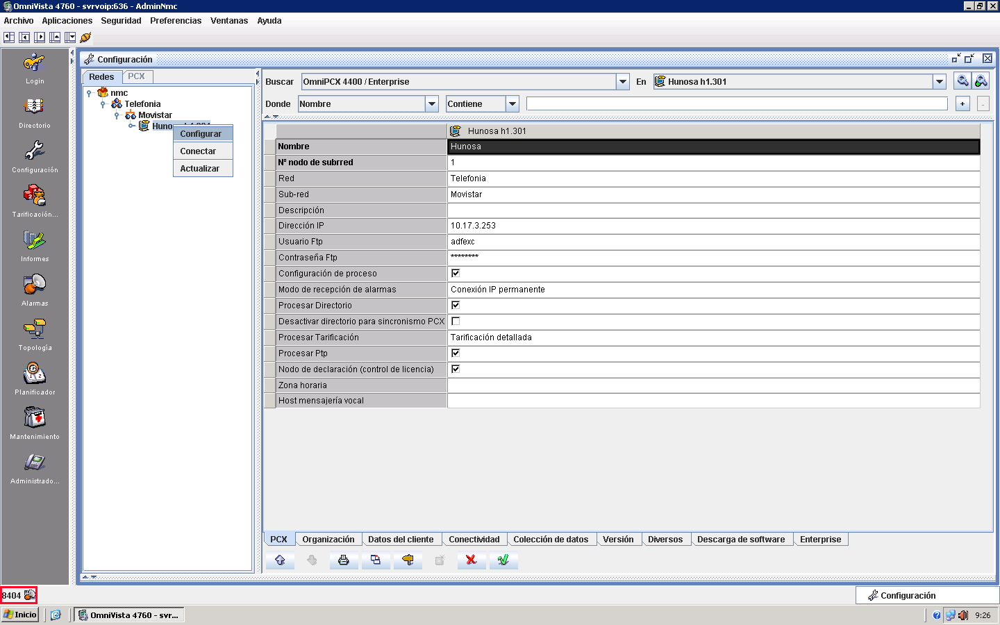 OmniVista 4760 - svrvoip:636 - AdminNmc
Archivo Aplicaciones Seguridad Preferencias Ventanas Ayuda
Login
Directorio
Configuración
Tarificación...
Informes
Alarmas
Topología
Planificador
Mantenimiento
Administrado...
Configuración
Redes PCX
nmc
Telefonia
Movistar
Configurar
Conectar
Actualizar
Buscar OmniPCX 4400 / Enterprise En Hunosa h1.301
Donde Nombre Contiene + -
Hunosa h1.301
Nombre Hunosa
Nº nodo de subrred 1
Red Telefonia
Sub-red Movistar
Descripción
Dirección IP 10.17.3.253
Usuario Ftp adfexc
Contraseña Ftp ********
Configuración de proceso
Modo de recepción de alarmas Conexión IP permanente
Procesar Directorio
Desactivar directorio para sincronismo PCX
Procesar Tarificación Tarificación detallada
Procesar Ptp
Nodo de declaración (control de licencia)
Zona horaria
Host mensajería vocal
PCX Organización Datos del cliente Conectividad Colección de datos Versión Diversos Descarga de software Enterprise
8404
Configuración
Inicio OmniVista 4760 - svr... 9:26